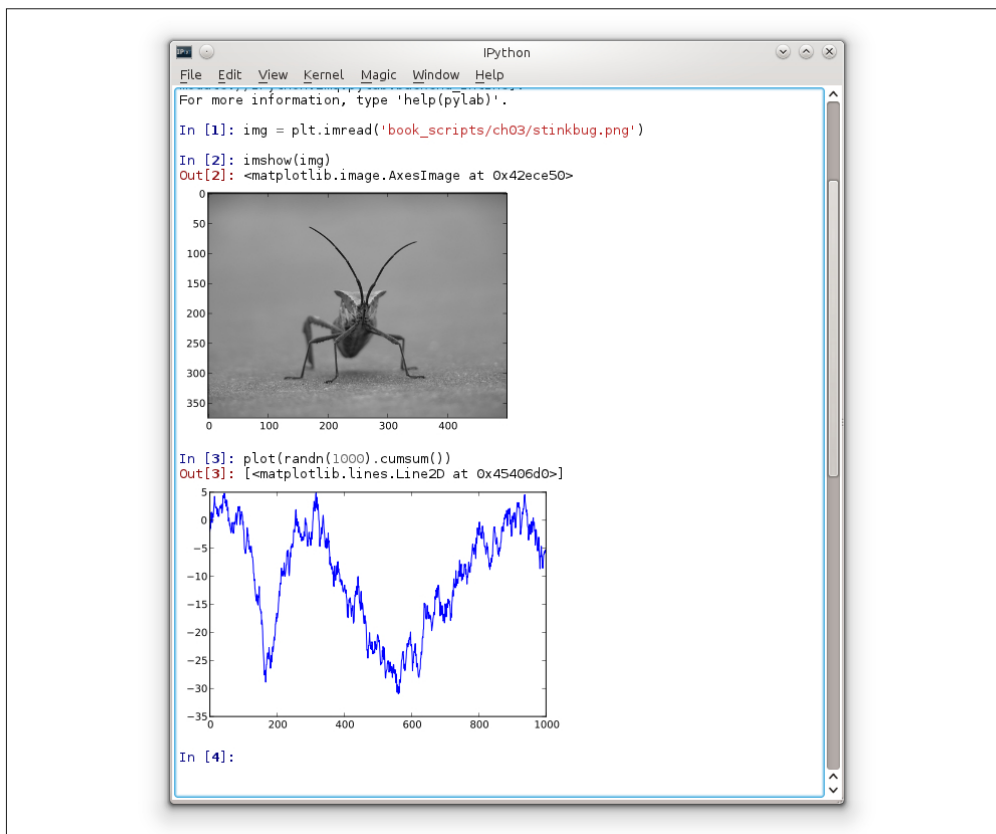 IPython
File Edit View Kernel Magic Window Help
For more information, type 'help(pylab)'.
In [1]: img = plt.imread('book_scripts/ch03/stinkbug.png')
In [2]: imshow(img)
Out[2]: <matplotlib.image.AxesImage at 0x42ece50>
0
50
100
150
200
250
300
350
0 100 200 300 400
In [3]: plot(randn(1000).cumsum())
Out[3]: [<matplotlib.lines.Line2D at 0x45406d0>]
5
0
−5
−10
−15
−20
−25
−30
−35
0 200 400 600 800 1000
In [4]: